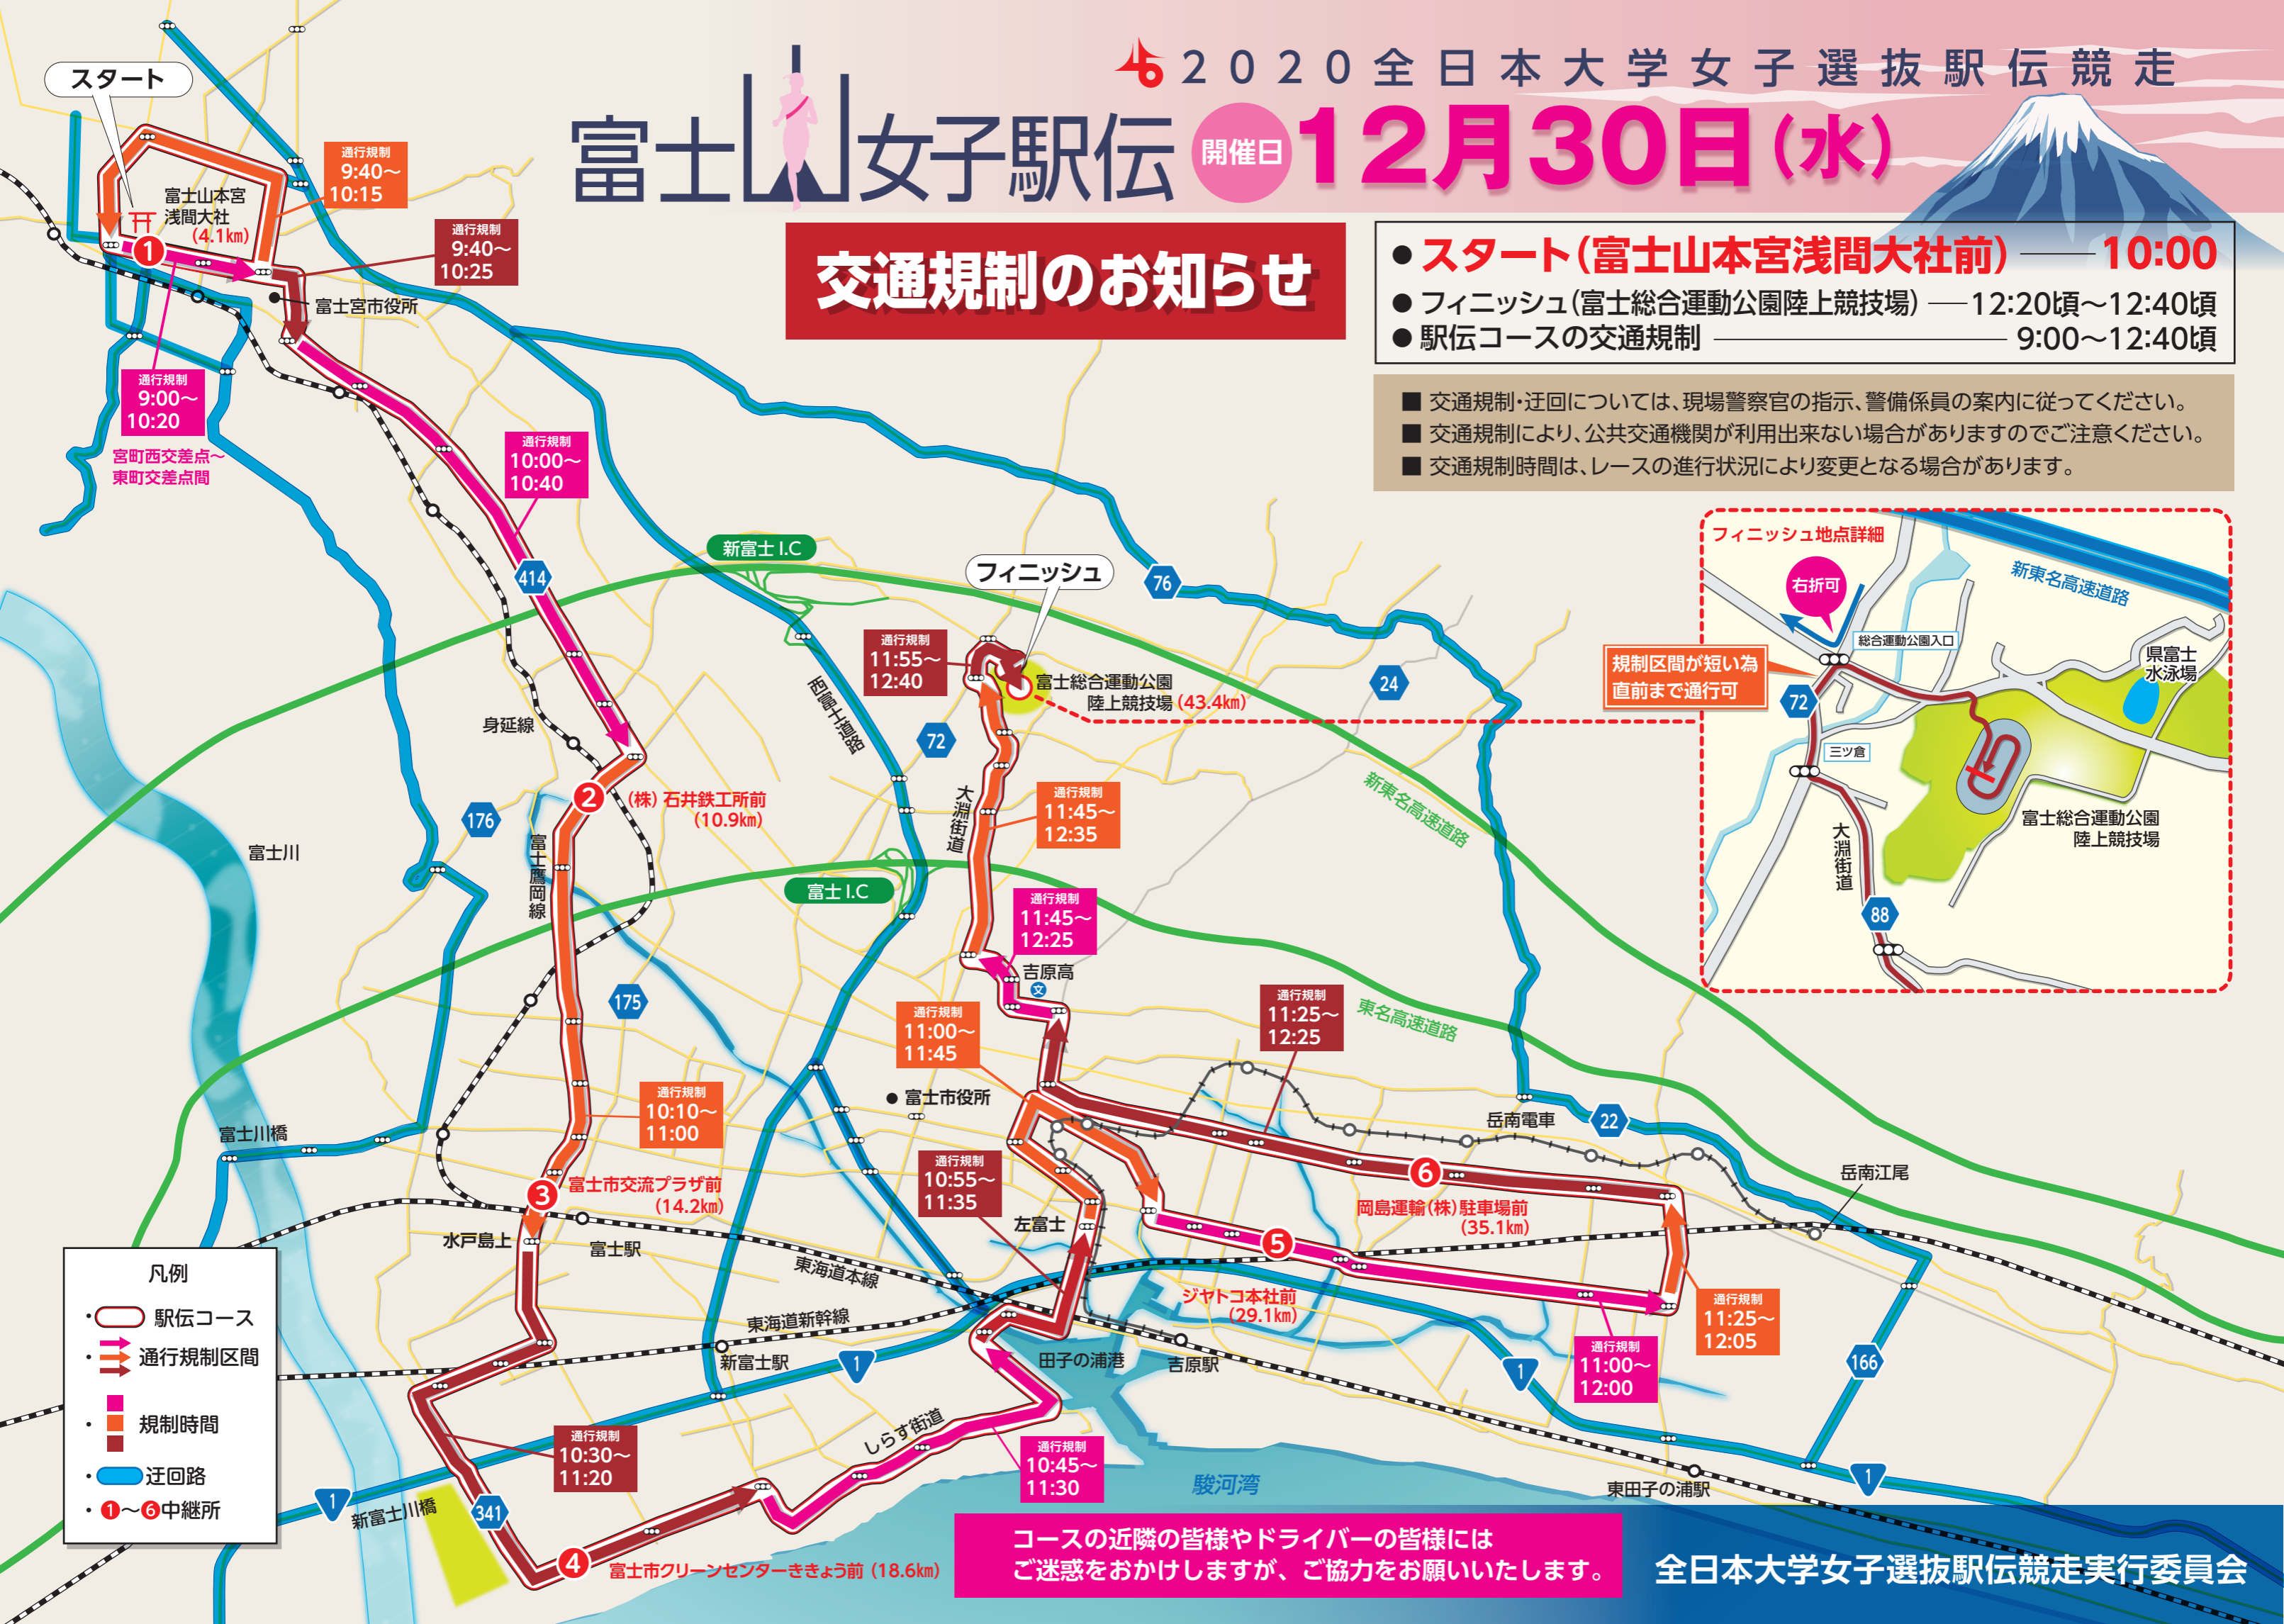 2020全日本大学女子選抜駅伝競走
富士山女子駅伝
開催日
12月30日(水)
交通規制のお知らせ
● スタート(富士山本宮浅間大社前) 10:00
● フィニッシュ(富士総合運動公園陸上競技場) 12:20頃〜12:40頃
● 駅伝コースの交通規制 9:00〜12:40頃
■ 交通規制・迂回については、現場警察官の指示、警備係員の案内に従ってください。
■ 交通規制により、公共交通機関が利用出来ない場合がありますのでご注意ください。
■ 交通規制時間は、レースの進行状況により変更となる場合があります。
スタート
富士山本宮
浅間大社
(4.1km)
1
通行規制
9:40〜
10:15
通行規制
9:40〜
10:25
富士宮市役所
通行規制
9:00〜
10:20
宮町西交差点〜
東町交差点間
通行規制
10:00〜
10:40
414
新富士 I.C
フィニッシュ
76
通行規制
11:55〜
12:40
富士総合運動公園
陸上競技場(43.4km)
24
72
西富士道路
身延線
2
(株)石井鉄工所前
(10.9km)
176
富士川
富士鷹岡線
大淵街道
通行規制
11:45〜
12:35
新東名高速道路
富士 I.C
通行規制
11:45〜
12:25
吉原高
文
175
通行規制
11:00〜
11:45
通行規制
11:25〜
12:25
東名高速道路
富士市役所
通行規制
10:10〜
11:00
岳南電車
22
富士川橋
岳南江尾
通行規制
10:55〜
11:35
3
富士市交流プラザ前
(14.2km)
6
岡島運輸(株)駐車場前
(35.1km)
左富士
5
水戸島上
富士駅
東海道本線
ジヤトコ本社前
(29.1km)
通行規制
11:25〜
12:05
東海道新幹線
新富士駅
1
田子の浦港
吉原駅
通行規制
11:00〜
12:00
1
166
しらす街道
通行規制
10:30〜
11:20
通行規制
10:45〜
11:30
駿河湾
東田子の浦駅
1
1
新富士川橋
341
4
富士市クリーンセンターききょう前(18.6km)
フィニッシュ地点詳細
右折可
新東名高速道路
総合運動公園入口
規制区間が短い為
直前まで通行可
72
県富士
水泳場
三ツ倉
富士総合運動公園
陸上競技場
大淵街道
88
凡例
・ 駅伝コース
・ 通行規制区間
・ 規制時間
・ 迂回路
・ 1〜6中継所
コースの近隣の皆様やドライバーの皆様には
ご迷惑をおかけしますが、ご協力をお願いいたします。
全日本大学女子選抜駅伝競走実行委員会